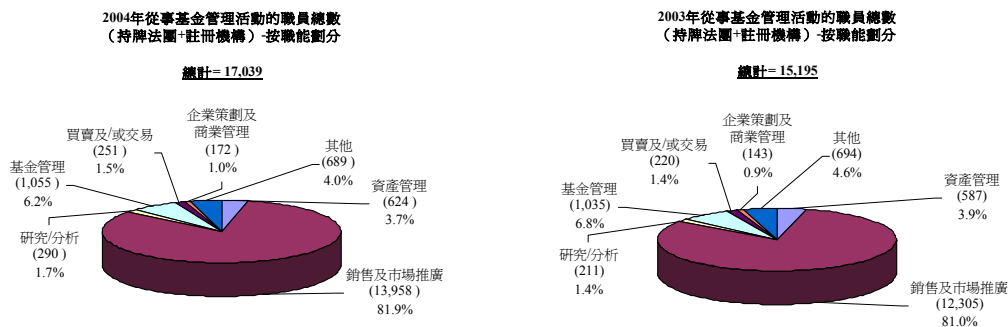 2004年從事基金管理活動的職員總數
（持牌法團+註冊機構）-按職能劃分
總計= 17,039
企業策劃及
商業管理
(172 )
1.0%
買賣及/或交易
(251 )
1.5%
其他
(689 )
4.0%
基金管理
(1,055 )
6.2%
資產管理
(624 )
3.7%
研究/分析
(290 )
1.7%
銷售及市場推廣
(13,958 )
81.9%
2003年從事基金管理活動的職員總數
（持牌法團+註冊機構）-按職能劃分
總計= 15,195
企業策劃及
商業管理
(143)
0.9%
買賣及/或交易
(220)
1.4%
其他
(694)
4.6%
基金管理
(1,035)
6.8%
資產管理
(587)
3.9%
研究/分析
(211)
1.4%
銷售及市場推廣
(12,305)
81.0%